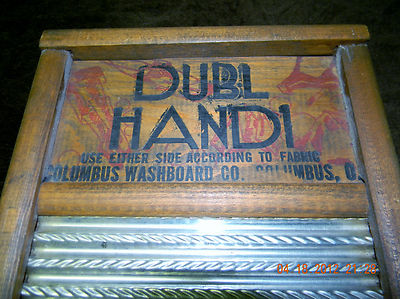 DUBL
HANDI
USE EITHER SIDE ACCORDING TO FABRIC
COLUMBUS WASHBOARD CO. COLUMBUS, O.